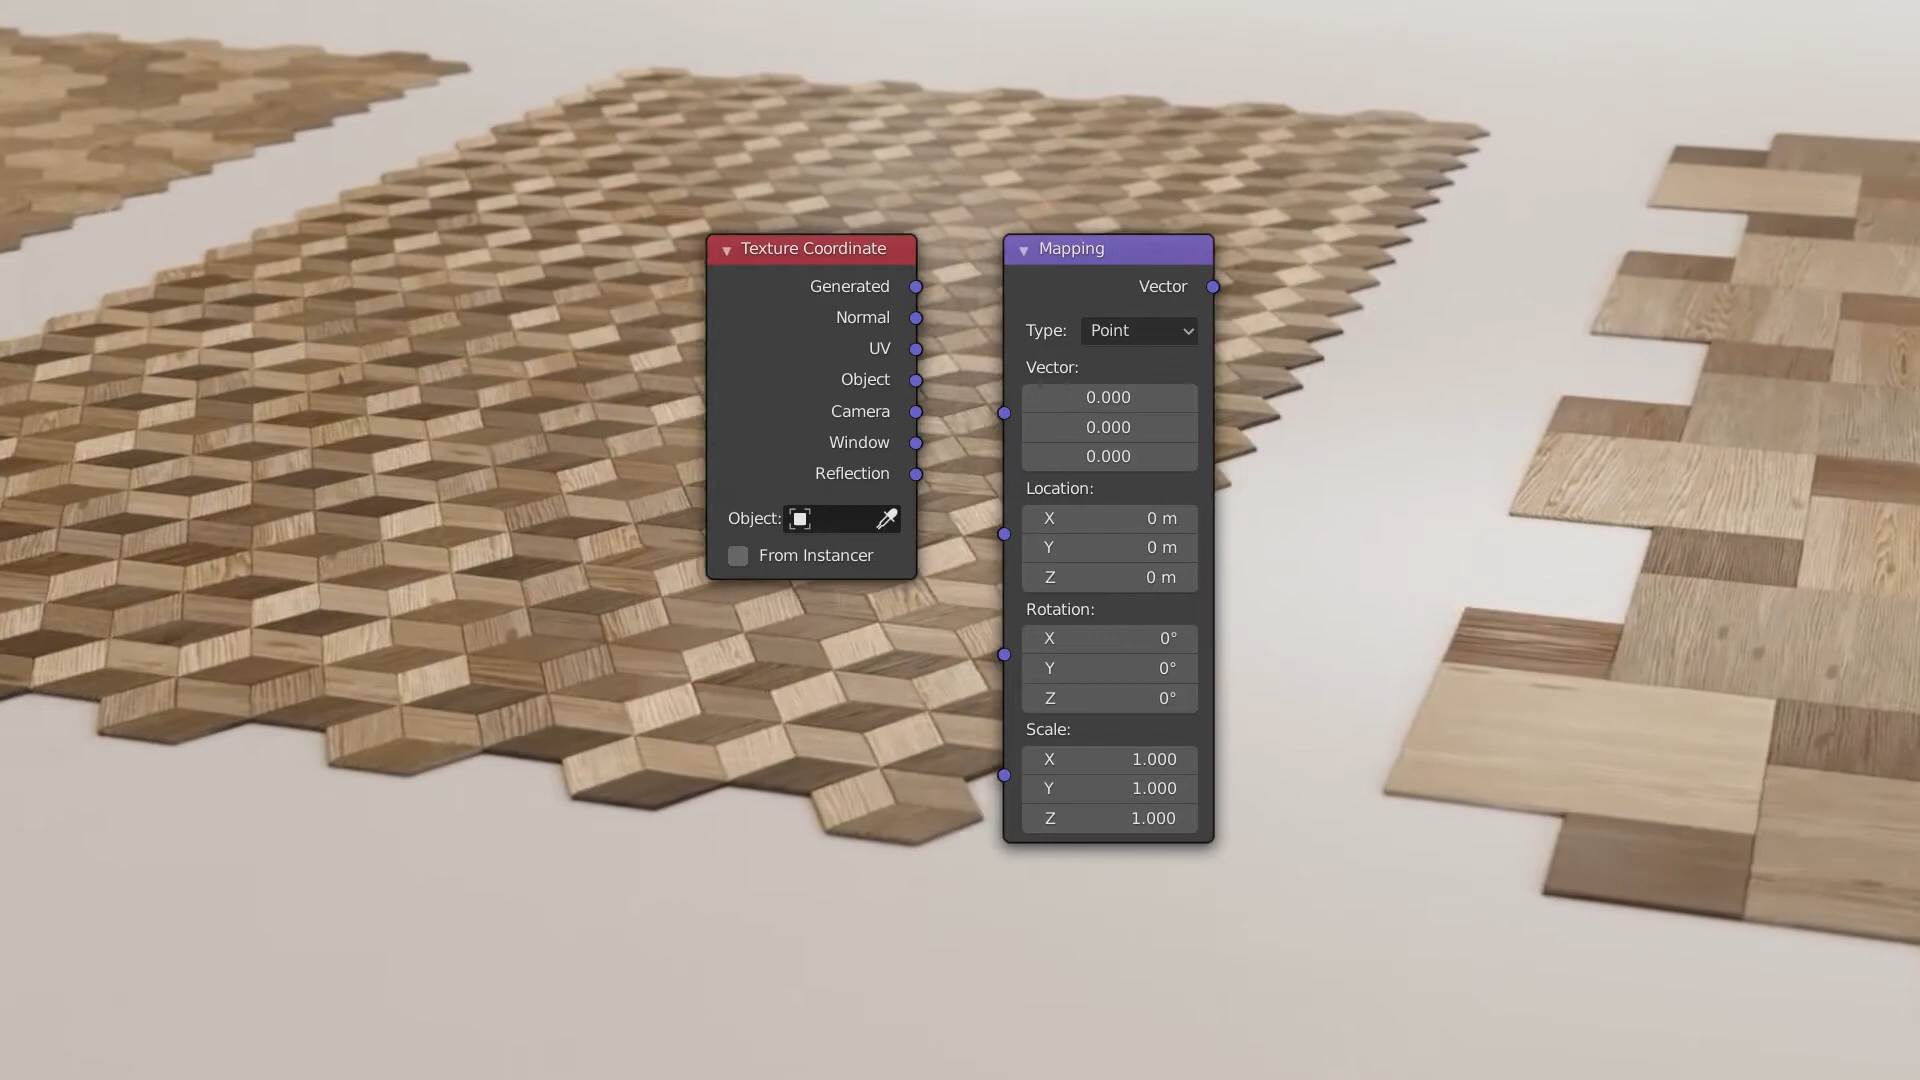 Texture Coordinate
Generated
Normal
UV
Object
Camera
Window
Reflection
Object:
From Instancer
Mapping
Vector
Type: Point
Vector:
0.000
0.000
0.000
Location:
X 0 m
Y 0 m
Z 0 m
Rotation:
X 0°
Y 0°
Z 0°
Scale:
X 1.000
Y 1.000
Z 1.000